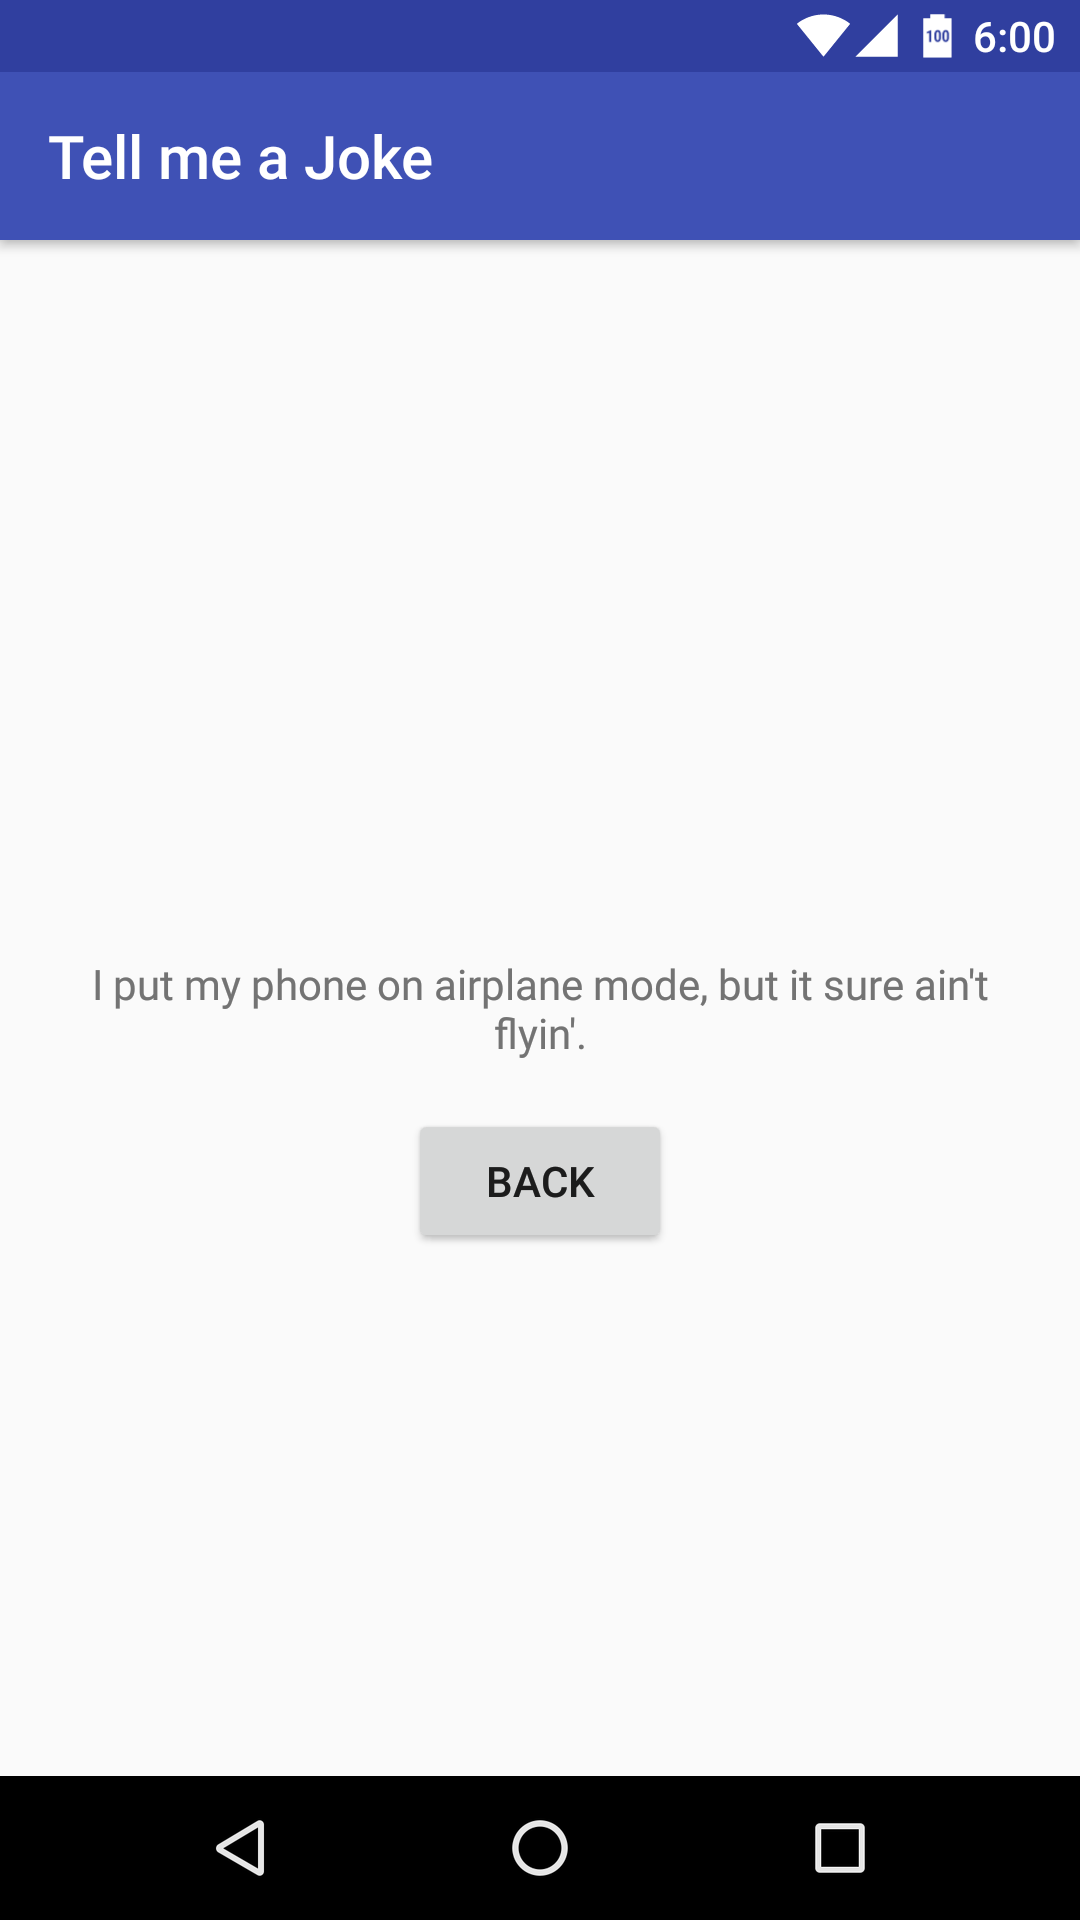 100 6:00
Tell me a Joke
I put my phone on airplane mode, but it sure ain't
flyin'.
BACK